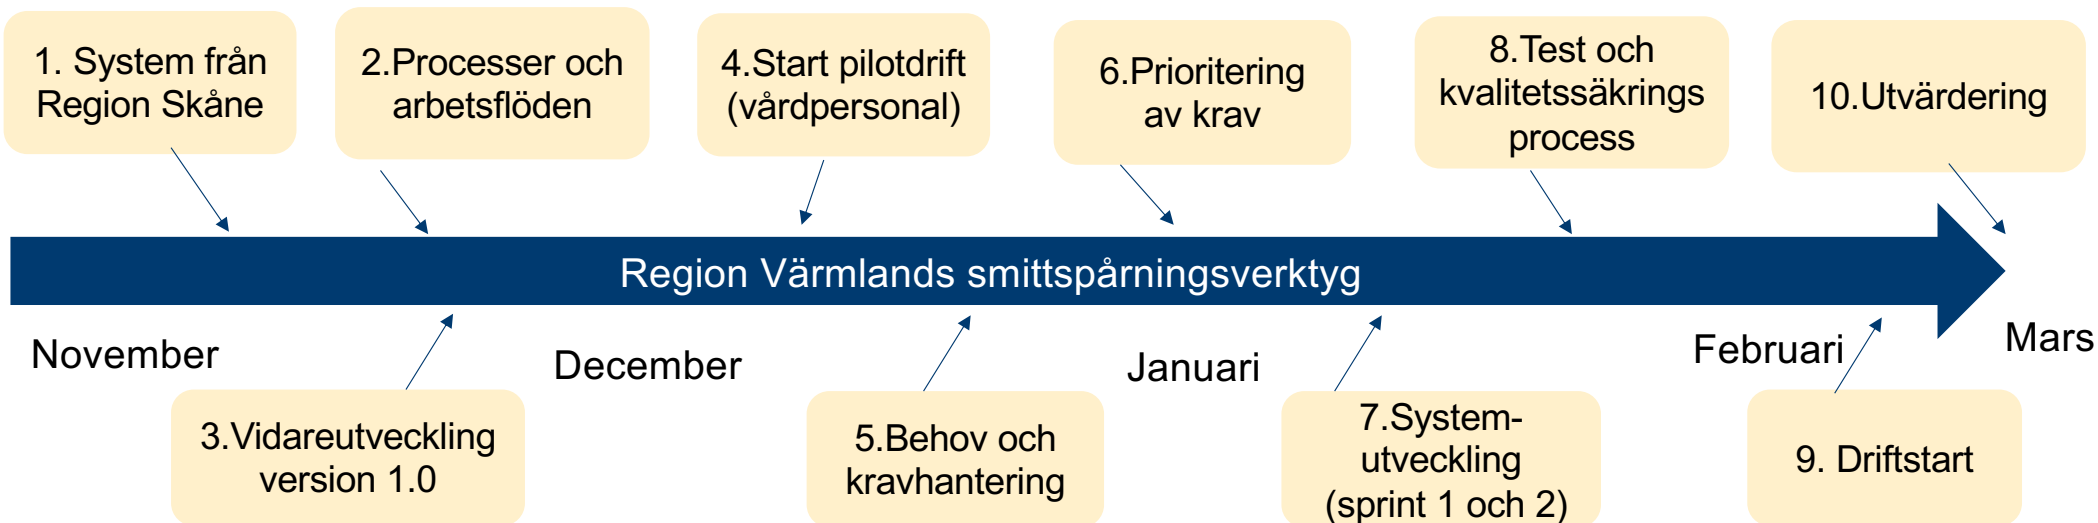 1. System från
Region Skåne
2.Processer och
arbetsflöden
4.Start pilotdrift
(vårdpersonal)
6.Prioritering
av krav
8.Test och
kvalitetssäkrings
process
10.Utvärdering
Region Värmlands smittspårningsverktyg
November
December
Januari
Februari
Mars
3.Vidareutveckling
version 1.0
5.Behov och
kravhantering
7.System-
utveckling
(sprint 1 och 2)
9. Driftstart